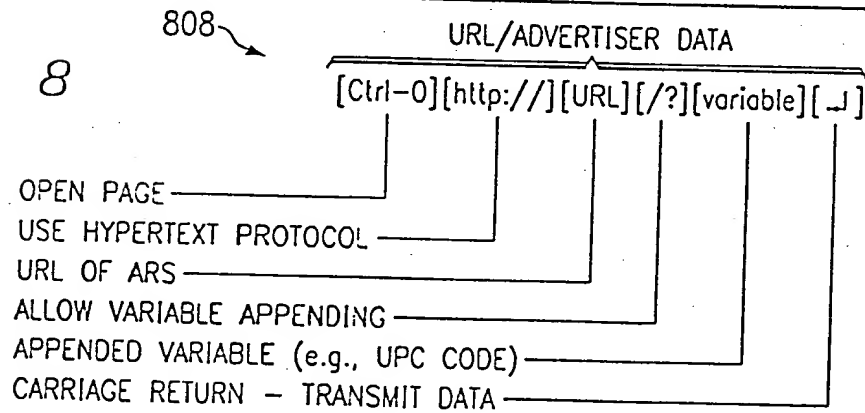 808
URL/ADVERTISER DATA
8
[Ctrl-O][http://][URL][/?][variable][↵]
OPEN PAGE
USE HYPERTEXT PROTOCOL
URL OF ARS
ALLOW VARIABLE APPENDING
APPENDED VARIABLE (e.g., UPC CODE)
CARRIAGE RETURN – TRANSMIT DATA